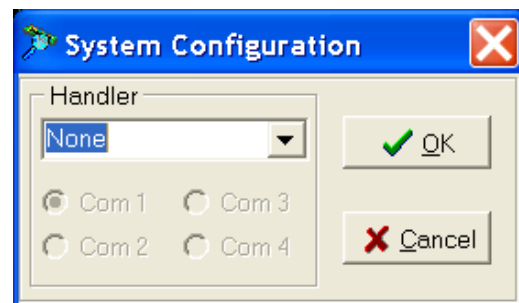 System Configuration
Handler
None
OK
Com 1 Com 3
Com 2 Com 4
Cancel